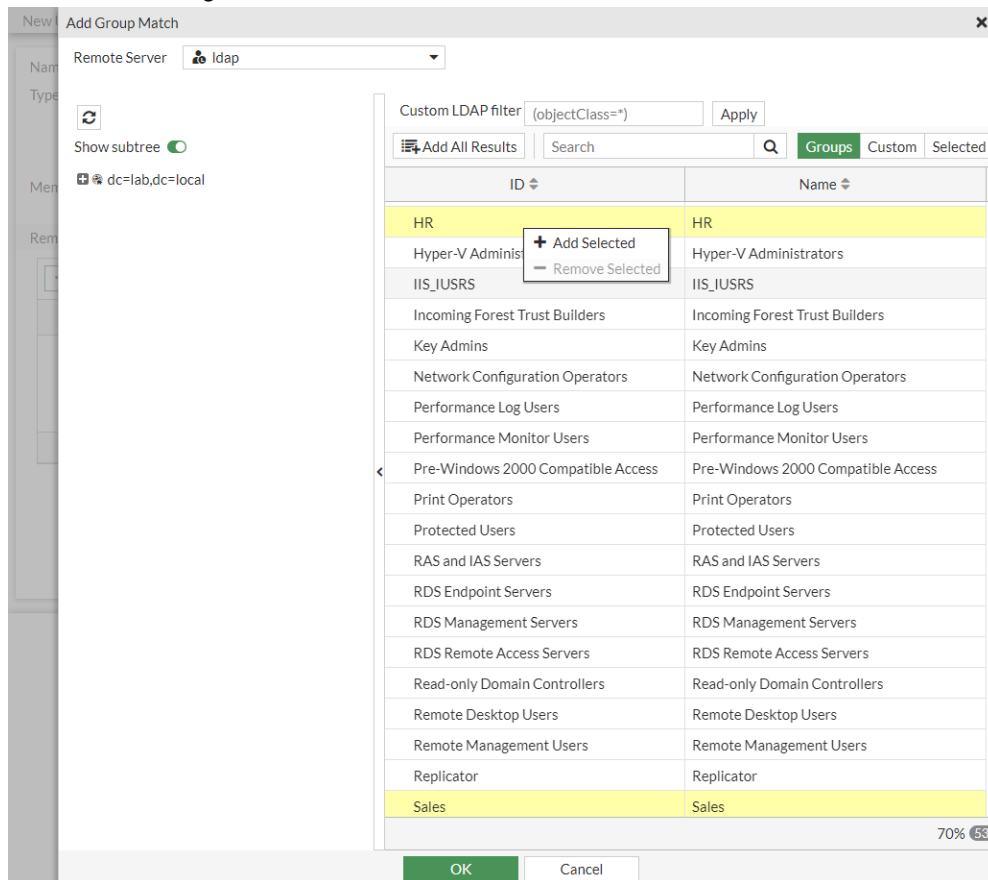 New
Add Group Match
Remote Server ldap
Nam
Type
Custom LDAP filter (objectClass=*) Apply
Show subtree
Add All Results Search Groups Custom Selected
dc=lab,dc=local
Mem
ID Name
Rem
HR HR
Add Selected
Hyper-V Adminis Hyper-V Administrators
Remove Selected
IIS_IUSRS IIS_IUSRS
Incoming Forest Trust Builders Incoming Forest Trust Builders
Key Admins Key Admins
Network Configuration Operators Network Configuration Operators
Performance Log Users Performance Log Users
Performance Monitor Users Performance Monitor Users
Pre-Windows 2000 Compatible Access Pre-Windows 2000 Compatible Access
Print Operators Print Operators
Protected Users Protected Users
RAS and IAS Servers RAS and IAS Servers
RDS Endpoint Servers RDS Endpoint Servers
RDS Management Servers RDS Management Servers
RDS Remote Access Servers RDS Remote Access Servers
Read-only Domain Controllers Read-only Domain Controllers
Remote Desktop Users Remote Desktop Users
Remote Management Users Remote Management Users
Replicator Replicator
Sales Sales
70% 53
OK Cancel